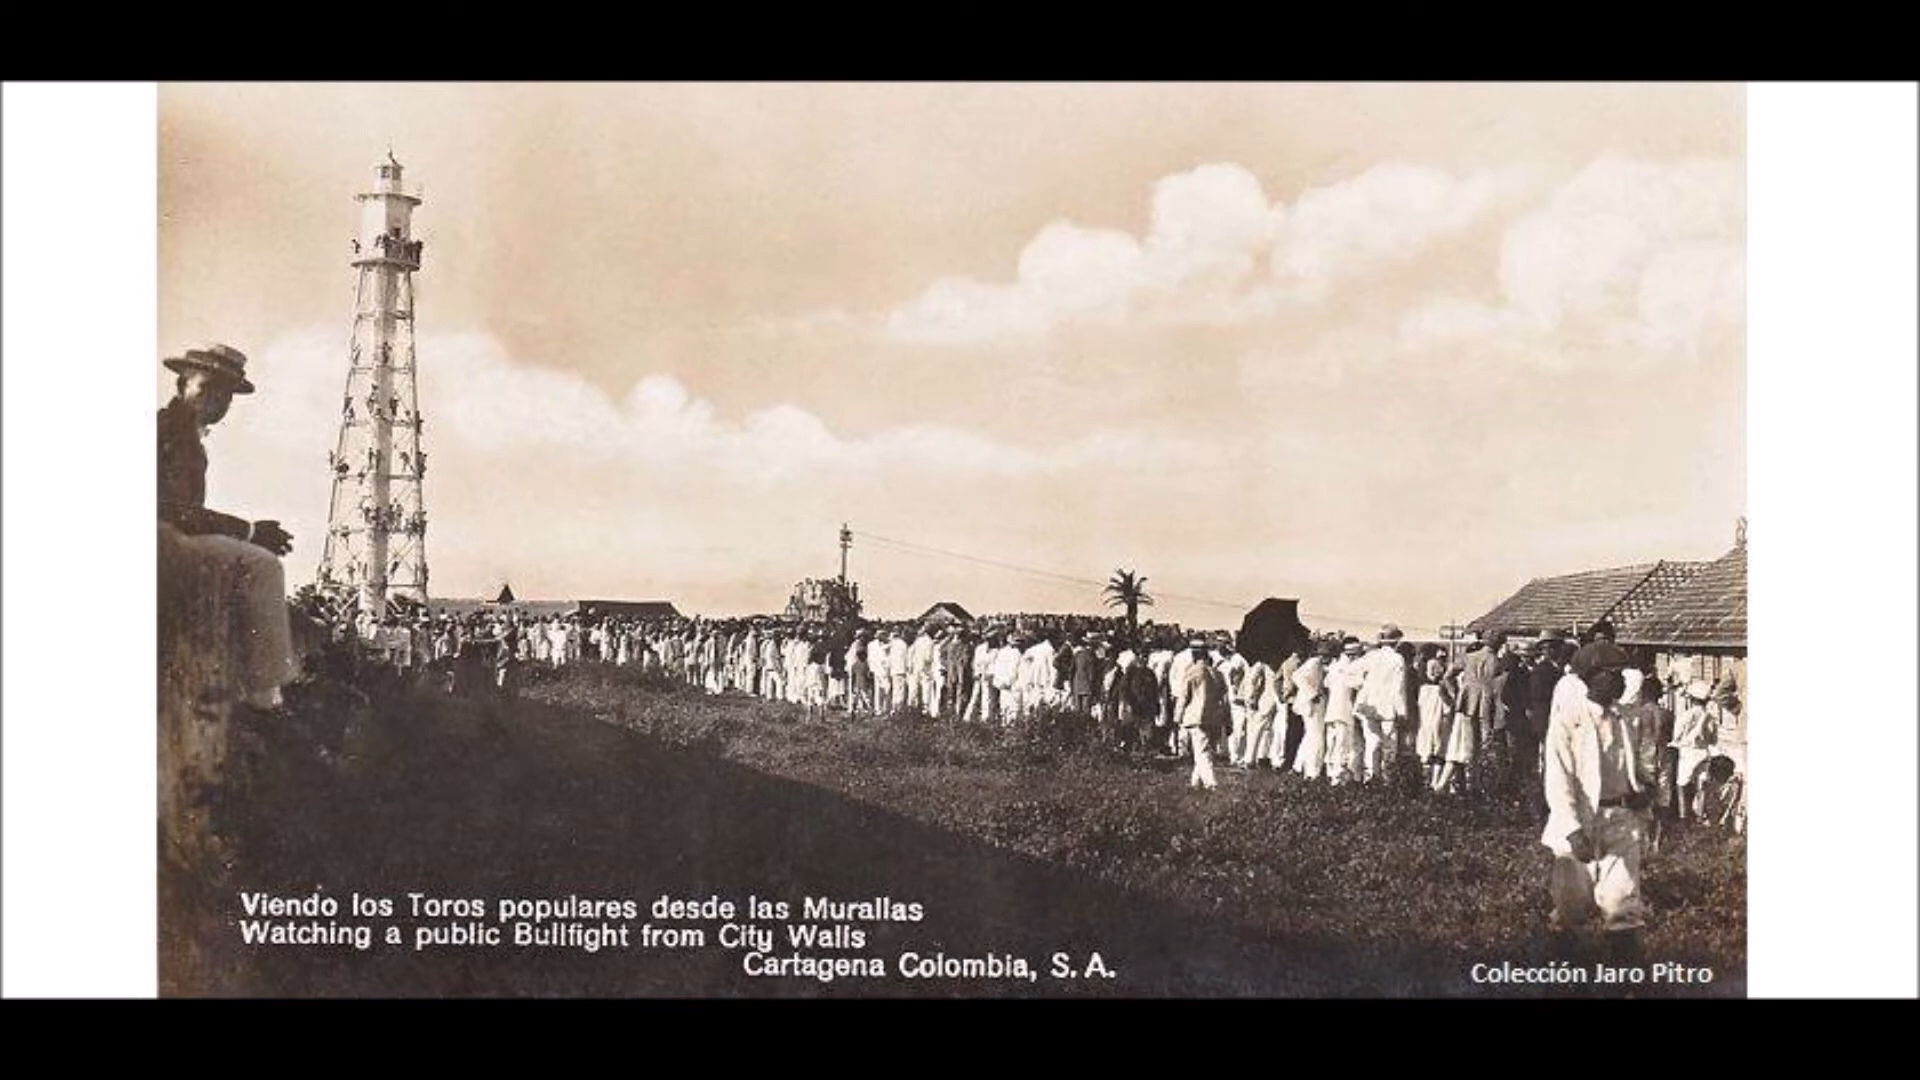 Viendo los Toros populares desde las Murallas
Watching a public Bullfight from City Walls
Cartagena Colombia, S. A.
Colección Jaro Pitro